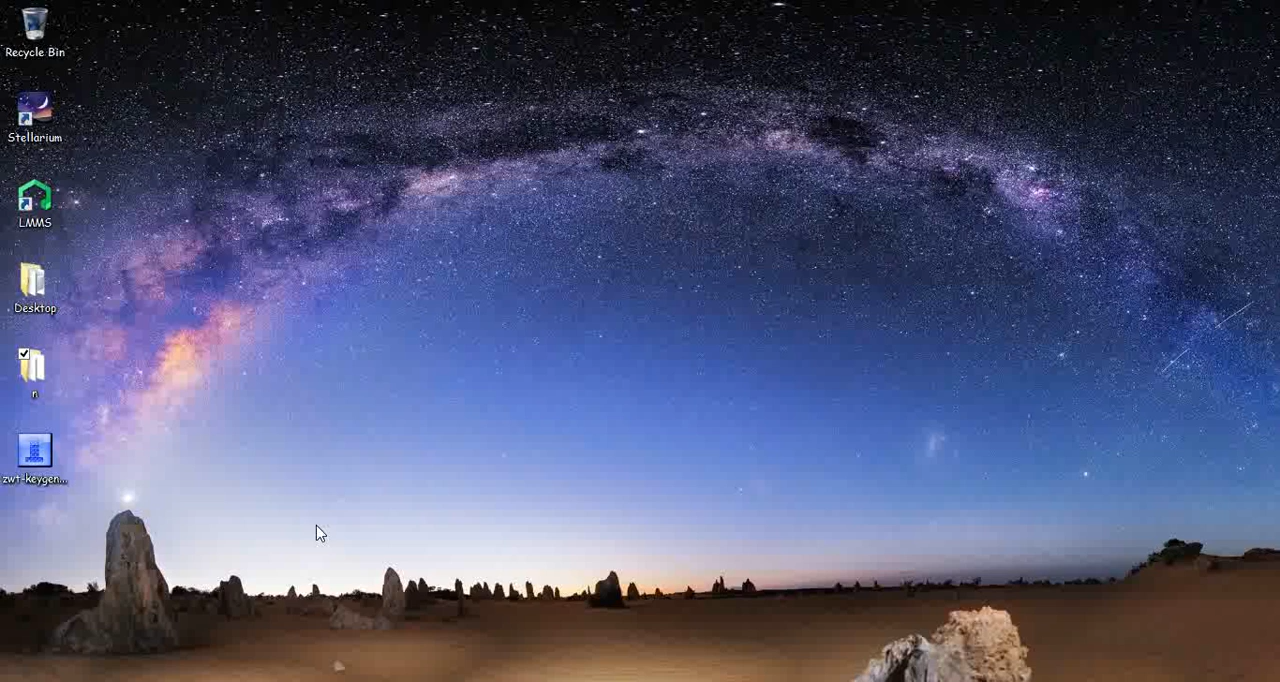 Recycle Bin
Stellarium
LMMS
Desktop
n
zwt-keygen...